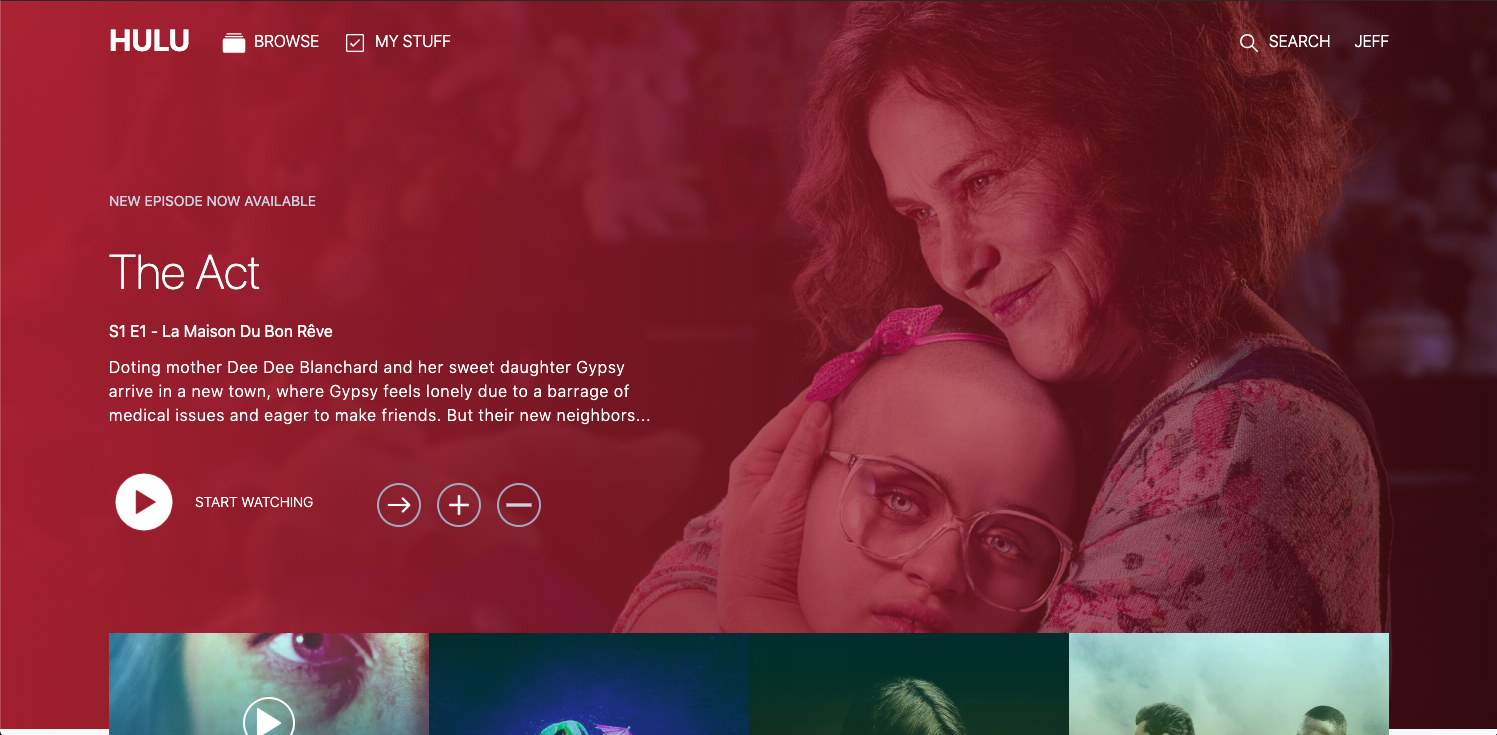 HULU BROWSE MY STUFF SEARCH JEFF
NEW EPISODE NOW AVAILABLE
The Act
S1 E1 - La Maison Du Bon Rêve
Doting mother Dee Dee Blanchard and her sweet daughter Gypsy
arrive in a new town, where Gypsy feels lonely due to a barrage of
medical issues and eager to make friends. But their new neighbors...
START WATCHING